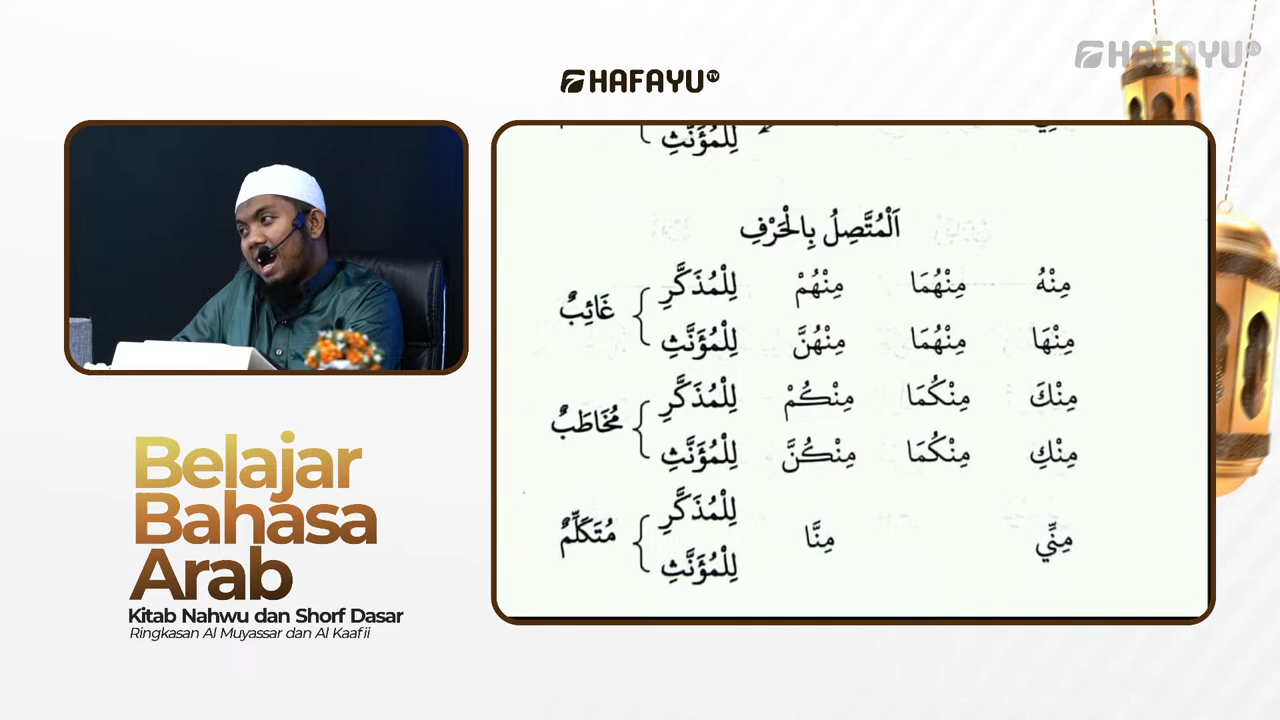 HAFAYU TV
HAFAYU
لِلْمُؤَنَّثِ
اَلْمُتَّصِلُ بِالْحَرْفِ
مِنْهُ مِنْهُمَا مِنْهُمْ لِلْمُذَكَّرِ
غَائِبٌ
مِنْهَا مِنْهُمَا مِنْهُنَّ لِلْمُؤَنَّثِ
مِنْكَ مِنْكُمَا مِنْكُمْ لِلْمُذَكَّرِ
مُخَاطَبٌ
مِنْكِ مِنْكُمَا مِنْكُنَّ لِلْمُؤَنَّثِ
لِلْمُذَكَّرِ
مِنِّي مِنَّا مُتَكَلِّمٌ
لِلْمُؤَنَّثِ
Belajar
Bahasa
Arab
Kitab Nahwu dan Shorf Dasar
Ringkasan Al Muyassar dan Al Kaafii